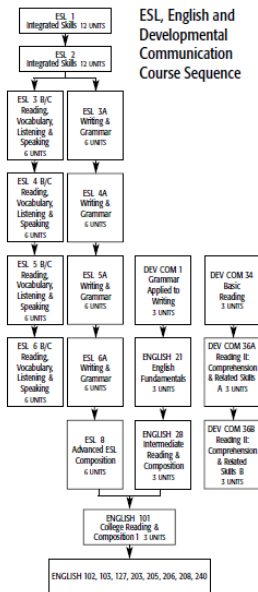 ESL, English and
Developmental
Communication
Course Sequence
ESL 1
Integrated Skills 12 UNITS
ESL 2
Integrated Skills 12 UNITS
ESL 3 B/C
Reading,
Vocabulary,
Listening &
Speaking
6 UNITS
ESL 3A
Writing &
Grammar
6 UNITS
ESL 4 B/C
Reading,
Vocabulary,
Listening &
Speaking
6 UNITS
ESL 4A
Writing &
Grammar
6 UNITS
ESL 5 B/C
Reading,
Vocabulary,
Listening &
Speaking
6 UNITS
ESL 5A
Writing &
Grammar
6 UNITS
DEV COM 1
Grammar
Applied to
Writing
3 UNITS
DEV COM 34
Basic
Reading
3 UNITS
ESL 6 B/C
Reading,
Vocabulary,
Listening &
Speaking
6 UNITS
ESL 6A
Writing &
Grammar
6 UNITS
ENGLISH 21
English
Fundamentals
3 UNITS
DEV COM 36A
Reading II:
Comprehension
& Related Skills
A 3 UNITS
ESL 8
Advanced ESL
Composition
6 UNITS
ENGLISH 28
Intermediate
Reading &
Composition
3 UNITS
DEV COM 36B
Reading II:
Comprehension
& Related
Skills B
3 UNITS
ENGLISH 101
College Reading &
Composition I 3 UNITS
ENGLISH 102, 103, 127, 203, 205, 206, 208, 240